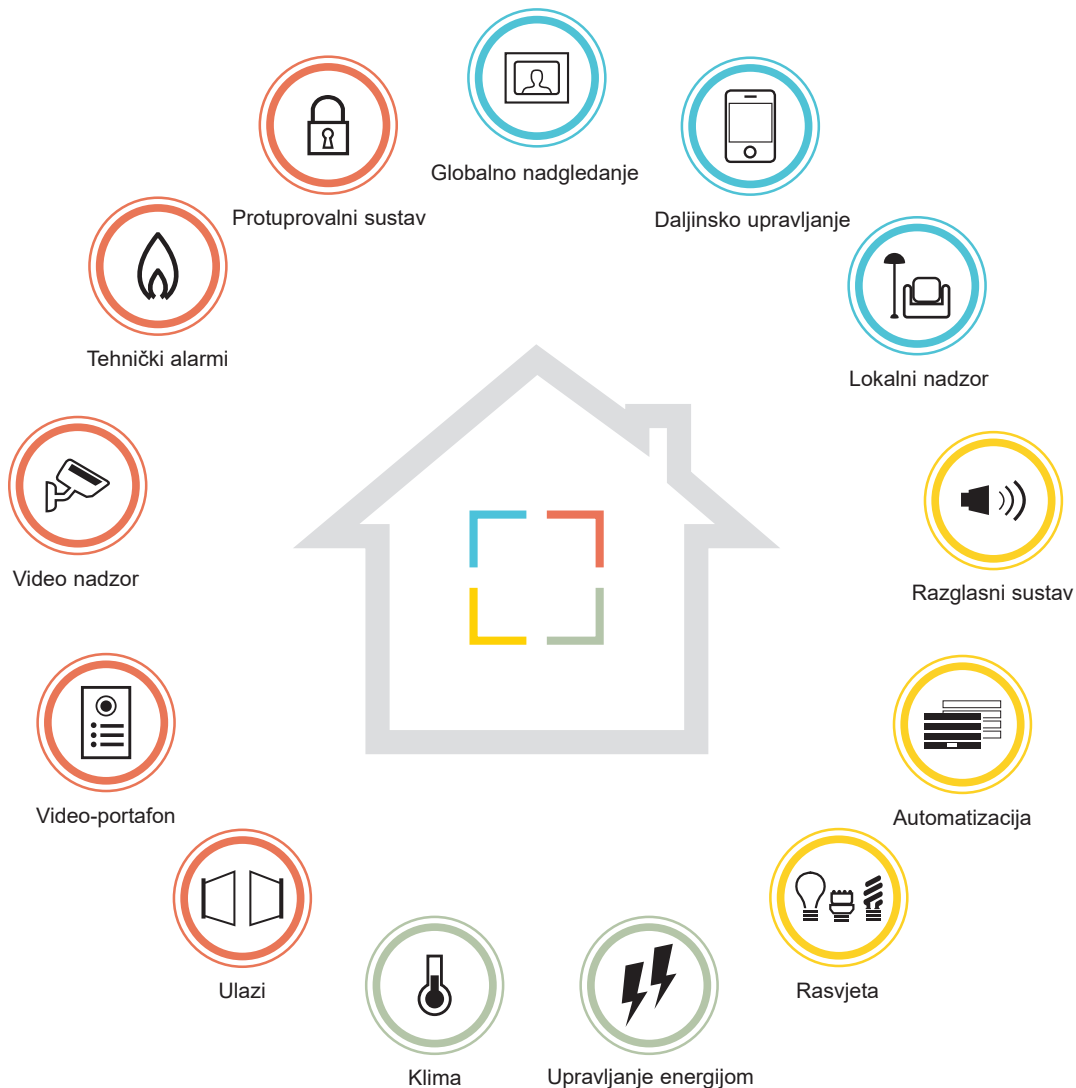 Globalno nadgledanje
Daljinsko upravljanje
Protuprovalni sustav
Tehnički alarmi
Lokalni nadzor
Video nadzor
Razglasni sustav
Video-portafon
Automatizacija
Ulazi
Rasvjeta
Klima
Upravljanje energijom